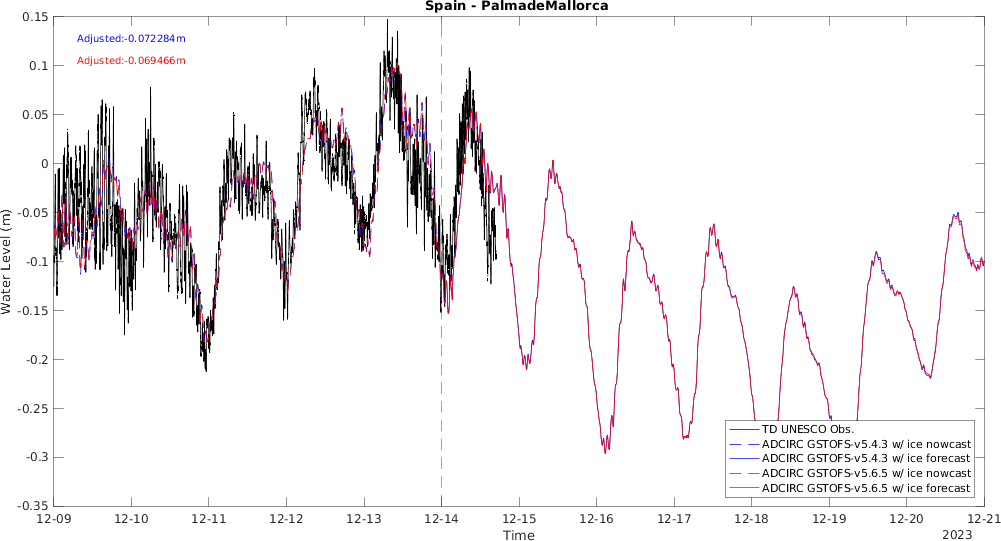 Spain - PalmadeMallorca
Adjusted:-0.072284m
Adjusted:-0.069466m
Water Level (m)
0.15
0.1
0.05
0
-0.05
-0.1
-0.15
-0.2
-0.25
-0.3
-0.35
TD UNESCO Obs.
ADCIRC GSTOFS-v5.4.3 w/ ice nowcast
ADCIRC GSTOFS-v5.4.3 w/ ice forecast
ADCIRC GSTOFS-v5.6.5 w/ ice nowcast
ADCIRC GSTOFS-v5.6.5 w/ ice forecast
12-09 12-10 12-11 12-12 12-13 12-14 12-15 12-16 12-17 12-18 12-19 12-20 12-21
Time
2023